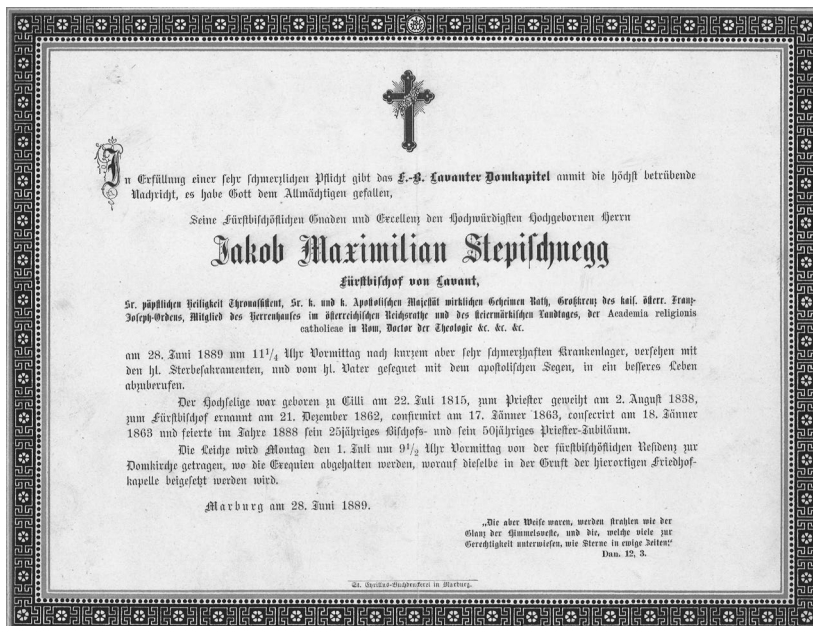 In Erfüllung einer sehr schmerzlichen Pflicht gibt das F.-B. Lavanter Domkapitel anmit die höchst betrübende
Nachricht, es habe Gott dem Allmächtigen gefallen,
Seine Fürstbischöflichen Gnaden und Excellenz den Hochwürdigsten Hochgebornen Herrn
Jakob Maximilian Stepischnegg
Fürstbischof von Lavant,
Sr. päpstlichen Heiligkeit Thronassistent, Sr. k. und k. Apostolischen Majestät wirklichen Geheimen Rath, Großkreuz des kais. österr. Franz-
Joseph-Ordens, Mitglied des Herrenhauses im österreichischen Reichsrathe und des steiermärkischen Landtages, der Academia religionis
catholicae in Rom, Doctor der Theologie &c. &c. &c.
am 28. Juni 1889 um 11 1/4 Uhr Vormittag nach kurzem aber sehr schmerzhaften Krankenlager, versehen mit
den hl. Sterbesakramenten, und vom hl. Vater gesegnet mit dem apostolischen Segen, in ein besseres Leben
abzuberufen.
Der Hochselige war geboren zu Cilli am 22. Juli 1815, zum Priester geweiht am 2. August 1838,
zum Fürstbischof ernannt am 21. Dezember 1862, confirmirt am 17. Jänner 1863, consecrirt am 18. Jänner
1863 und feierte im Jahre 1888 sein 25jähriges Bischofs- und sein 50jähriges Priester-Jubiläum.
Die Leiche wird Montag den 1. Juli um 9 1/2 Uhr Vormittag von der fürstbischöflichen Residenz zur
Domkirche getragen, wo die Exequien abgehalten werden, worauf dieselbe in der Gruft der hierortigen Friedhof-
kapelle beigesetzt werden wird.
Marburg am 28. Juni 1889.
„Die aber Weise waren, werden strahlen wie der
Glanz der Himmelsveste, und die, welche viele zur
Gerechtigkeit unterwiesen, wie Sterne in ewige Zeiten!“
Dan. 12, 3.
St. Cyrillus-Buchdruckerei in Marburg.